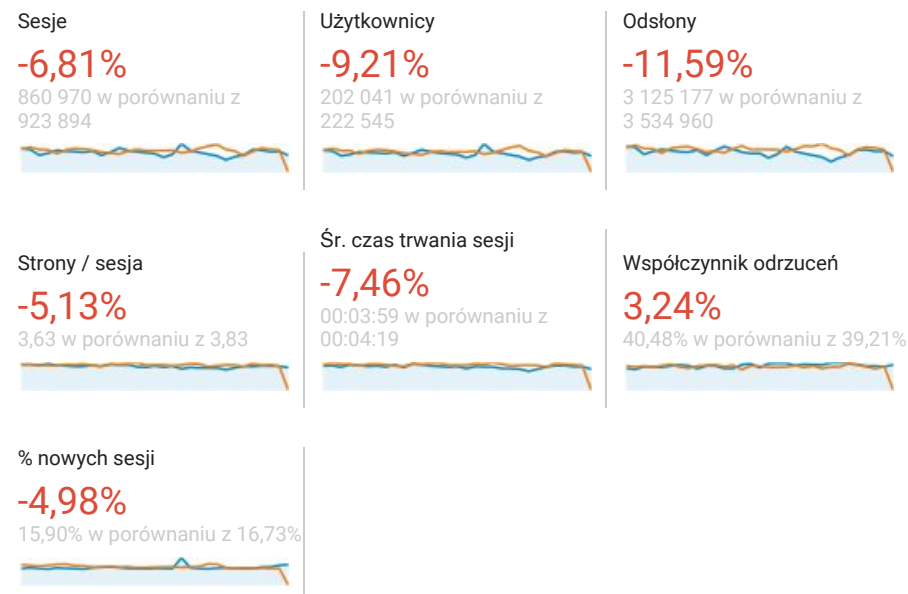 Sesje
-6,81%
860 970 w porównaniu z
923 894
Użytkownicy
-9,21%
202 041 w porównaniu z
222 545
Odsłony
-11,59%
3 125 177 w porównaniu z
3 534 960
Strony / sesja
-5,13%
3,63 w porównaniu z 3,83
Śr. czas trwania sesji
-7,46%
00:03:59 w porównaniu z
00:04:19
Współczynnik odrzuceń
3,24%
40,48% w porównaniu z 39,21%
% nowych sesji
-4,98%
15,90% w porównaniu z 16,73%